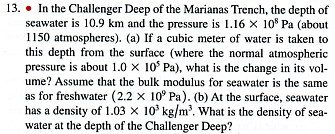 13. • In the Challenger Deep of the Marianas Trench, the depth of
seawater is 10.9 km and the pressure is 1.16 × 10⁸ Pa (about
1150 atmospheres). (a) If a cubic meter of water is taken to
this depth from the surface (where the normal atmospheric
pressure is about 1.0 × 10⁵ Pa), what is the change in its vol-
ume? Assume that the bulk modulus for seawater is the same
as for freshwater (2.2 × 10⁹ Pa). (b) At the surface, seawater
has a density of 1.03 × 10³ kg/m³. What is the density of sea-
water at the depth of the Challenger Deep?